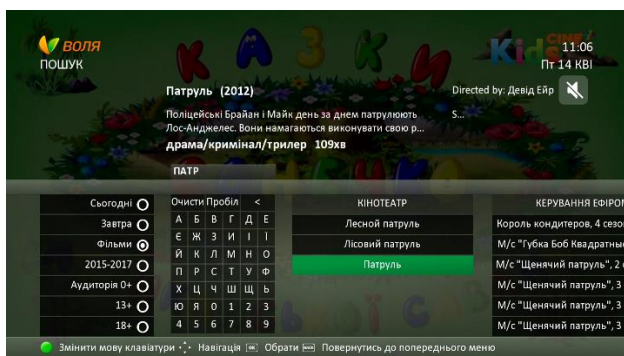 ВОЛЯ
ПОШУК
КАЗКИ
CINE
Kids
11:06
Пт 14 КВІ
Патруль (2012)
Directed by: Девід Ейр
Поліцейські Брайан і Майк день за днем патрулюють
S...
Лос-Анджелес. Вони намагаються виконувати свою р...
драма/кримінал/трилер 109хв
ПАТР
Сьогодні
Завтра
Фільми
2015-2017
Аудиторія 0+
13+
18+
Очисти Пробіл <
А Б В Г Д Е
Є Ж З И І Ї
Й К Л М Н О
П Р С Т У Ф
Х Ц Ч Ш Щ Ь
Ю Я 0 1 2 3
4 5 6 7 8 9
КІНОТЕАТР
Лесной патруль
Лісовий патруль
Патруль
КЕРУВАННЯ ЕФІРОМ
Король кондитеров, 4 сезо
М/с "Губка Боб Квадратны
М/с "Щенячий патруль", 2
М/с "Щенячий патруль", 3
М/с "Щенячий патруль", 3
М/с "Щенячий патруль", 3
Змінити мову клавіатури Навігація OK Обрати Повернутись до попереднього меню